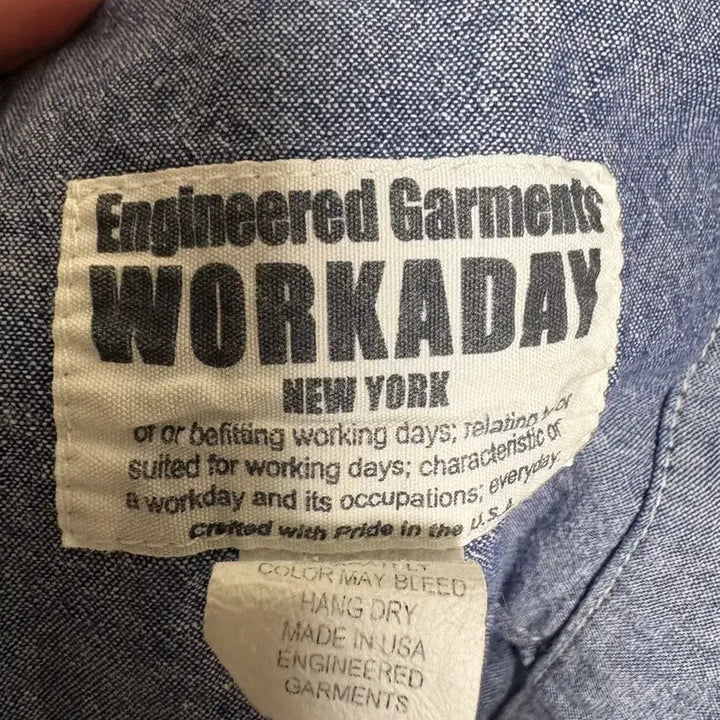 Engineered Garments
WORKADAY
NEW YORK
of or befitting working days; relating to or
suited for working days; characteristic of
a workday and its occupations; everyday
Crafted with Pride in the U.S.A.
COLOR MAY BLEED
HANG DRY
MADE IN USA
ENGINEERED
GARMENTS